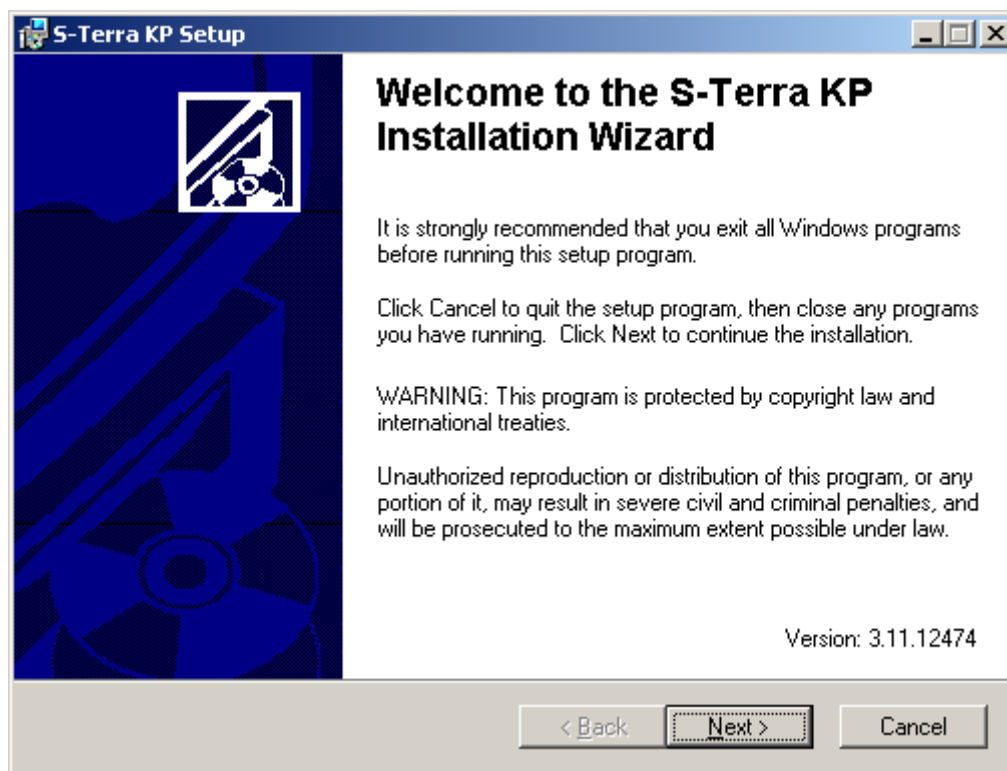 S-Terra KP Setup
Welcome to the S-Terra KP
Installation Wizard
It is strongly recommended that you exit all Windows programs
before running this setup program.
Click Cancel to quit the setup program, then close any programs
you have running.  Click Next to continue the installation.
WARNING: This program is protected by copyright law and
international treaties.
Unauthorized reproduction or distribution of this program, or any
portion of it, may result in severe civil and criminal penalties, and
will be prosecuted to the maximum extent possible under law.
Version: 3.11.12474
< Back
Next >
Cancel